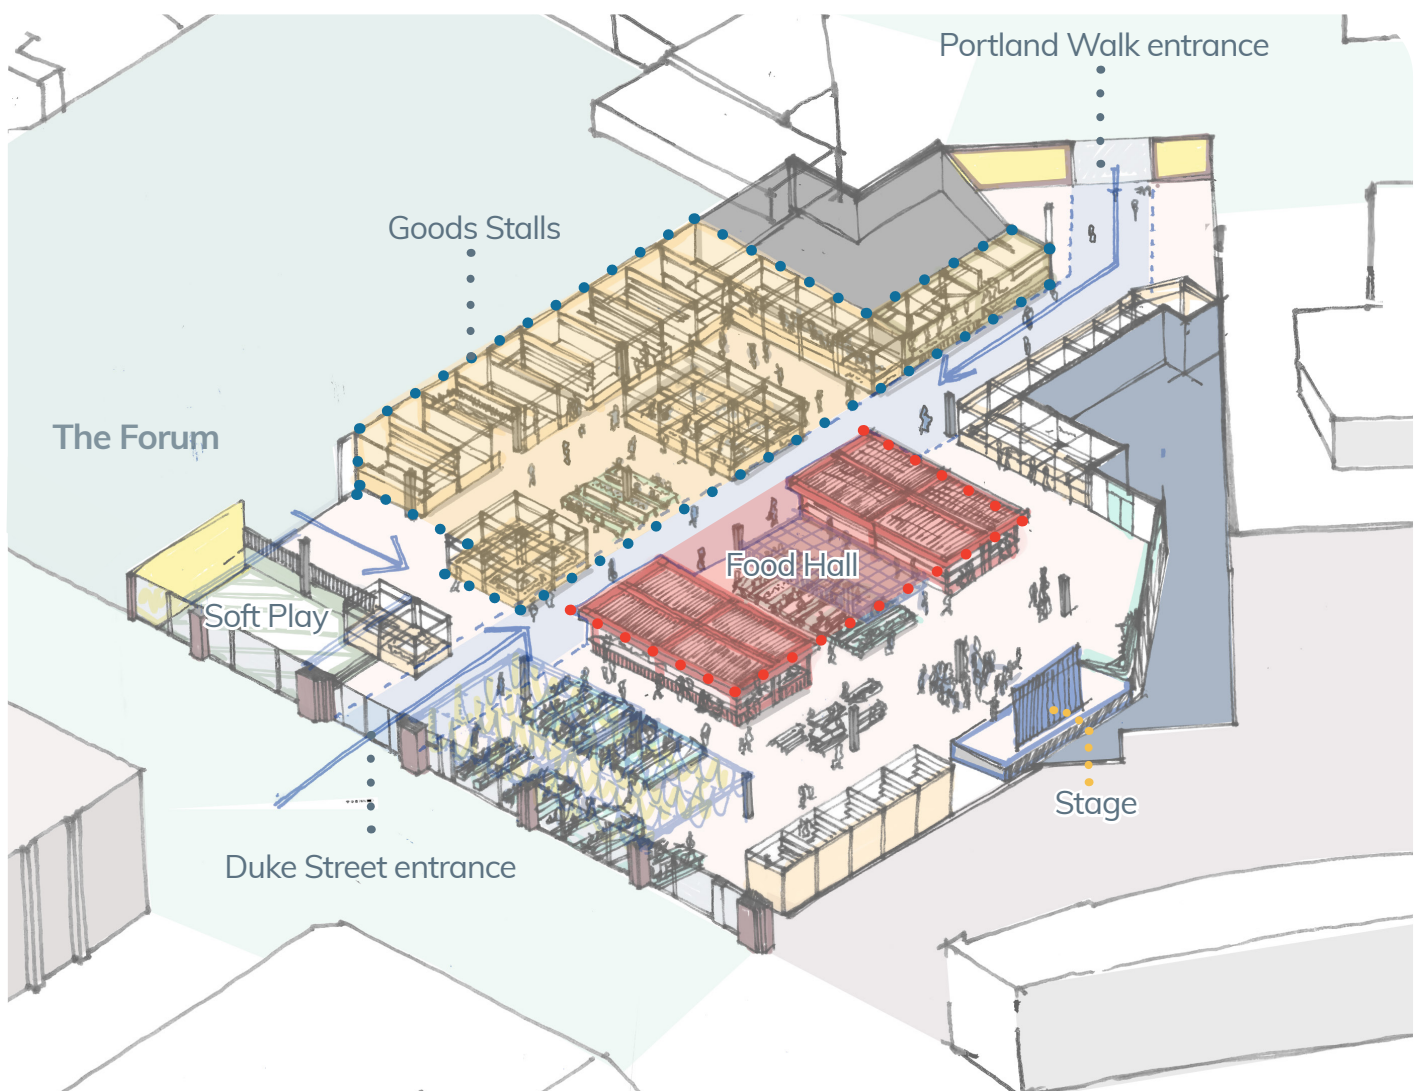 Portland Walk entrance
Goods Stalls
The Forum
Food Hall
Soft Play
Stage
Duke Street entrance